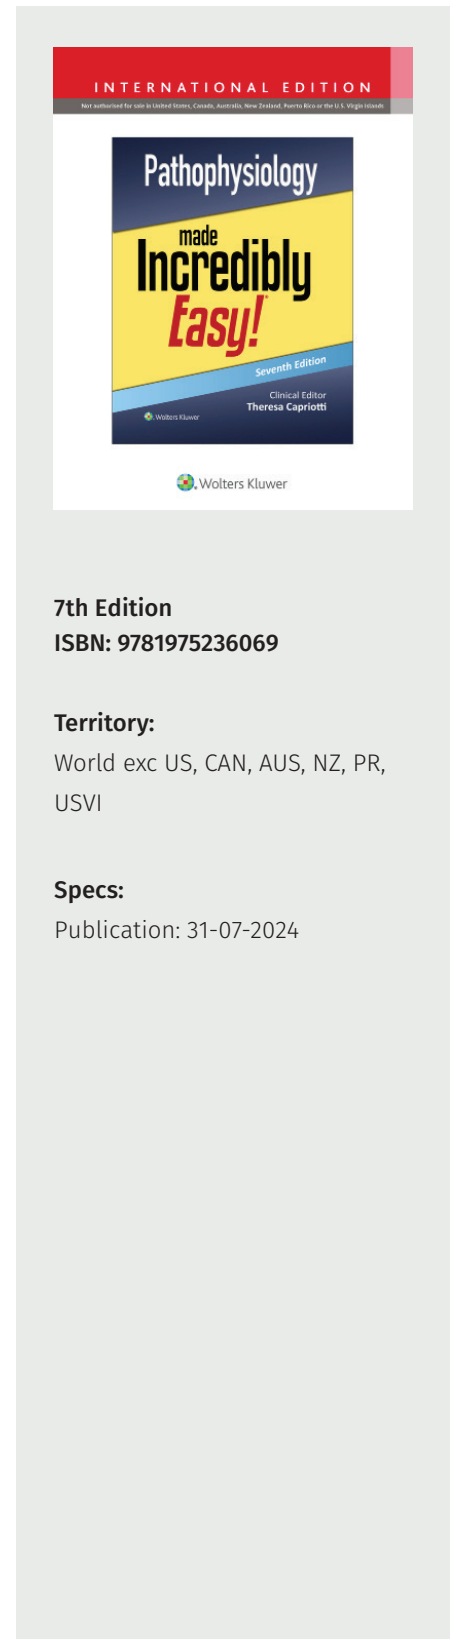 INTERNATIONAL EDITION
Not authorised for sale in United States, Canada, Australia, New Zealand, Puerto Rico or the U.S. Virgin Islands
Pathophysiology
made
Incredibly
Easy!
Seventh Edition
Clinical Editor
Theresa Capriotti
Wolters Kluwer
Wolters Kluwer
7th Edition
ISBN: 9781975236069
Territory:
World exc US, CAN, AUS, NZ, PR,
USVI
Specs:
Publication: 31-07-2024